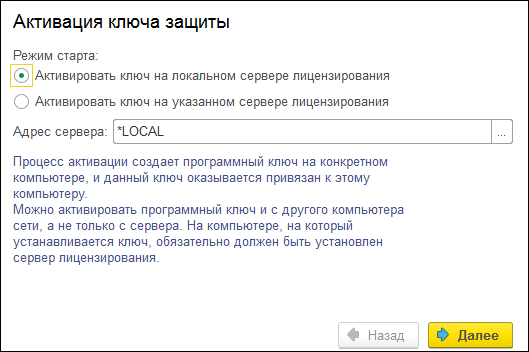 Активация ключа защиты
Режим старта:
Активировать ключ на локальном сервере лицензирования
Активировать ключ на указанном сервере лицензирования
Адрес сервера: *LOCAL ...
Процесс активации создает программный ключ на конкретном
компьютере, и данный ключ оказывается привязан к этому
компьютеру.
Можно активировать программный ключ и с другого компьютера
сети, а не только с сервера. На компьютере, на который
устанавливается ключ, обязательно должен быть установлен
сервер лицензирования.
Назад Далее